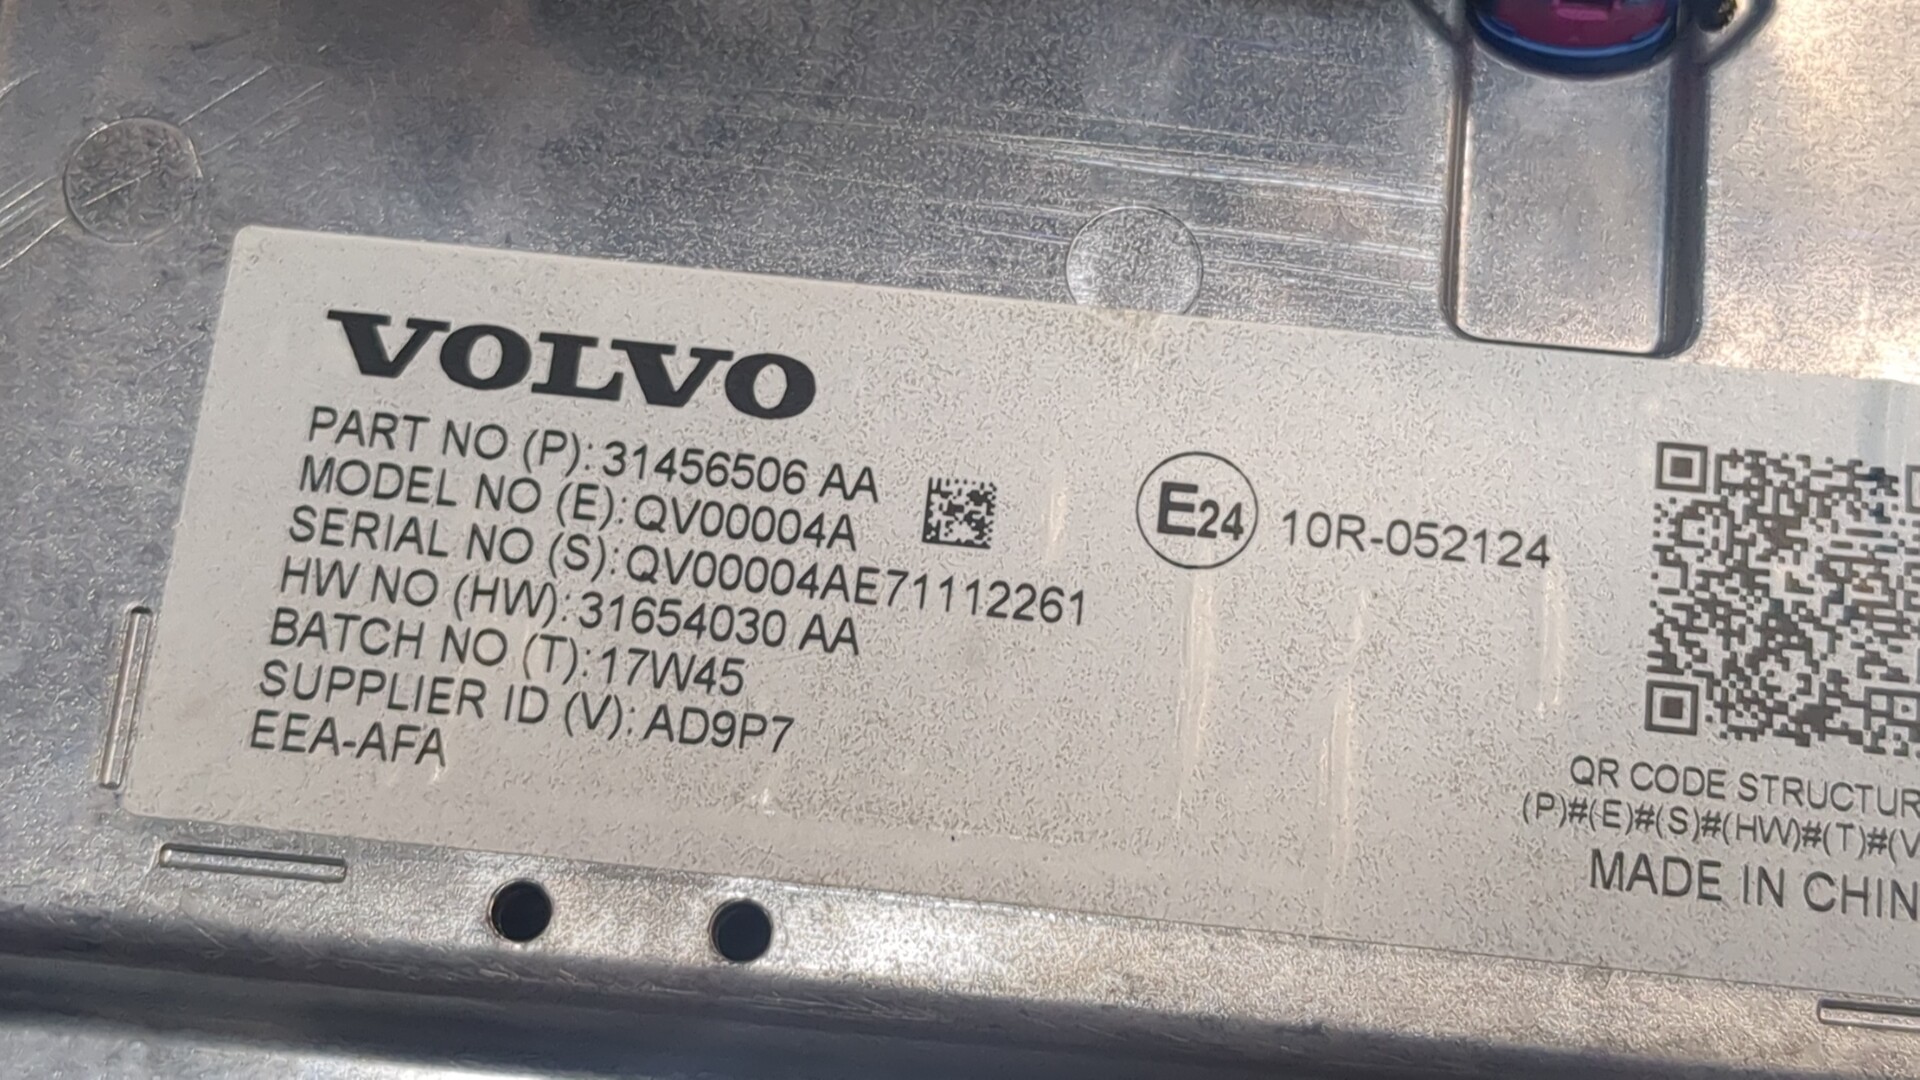 VOLVO
PART NO (P): 31456506 AA
MODEL NO (E): QV00004A
SERIAL NO (S): QV00004AE71112261
HW NO (HW): 31654030 AA
BATCH NO (T): 17W45
SUPPLIER ID (V): AD9P7
EEA-AFA
E24 10R-052124
QR CODE STRUCTUR
(P)#(E)#(S)#(HW)#(T)#(V
MADE IN CHIN